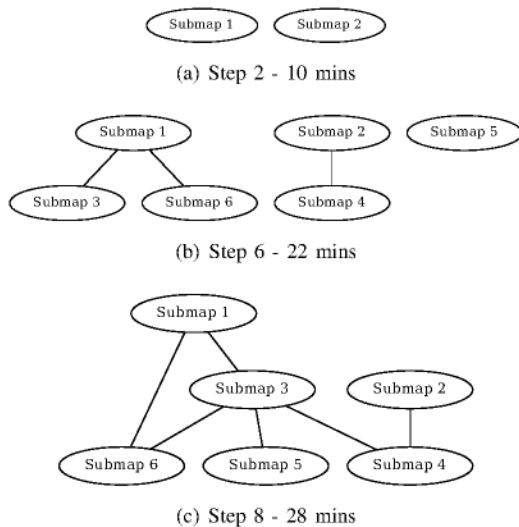 Submap 1 Submap 2
(a) Step 2 - 10 mins
Submap 1 Submap 2 Submap 5
Submap 3 Submap 6 Submap 4
(b) Step 6 - 22 mins
Submap 1
Submap 3 Submap 2
Submap 6 Submap 5 Submap 4
(c) Step 8 - 28 mins